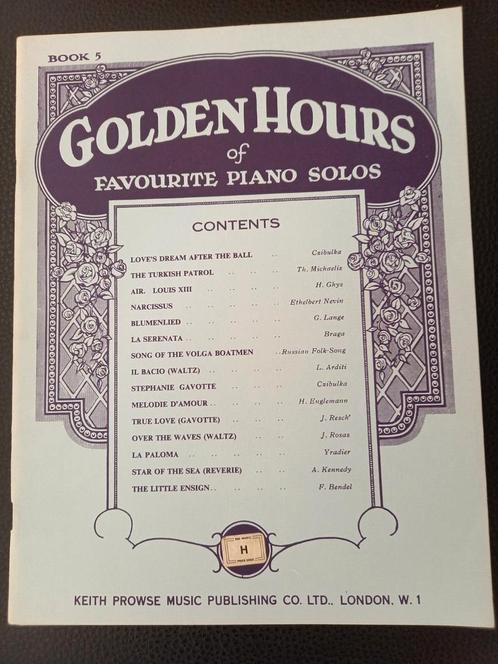 BOOK 5
GOLDEN HOURS
of
FAVOURITE PIANO SOLOS
CONTENTS
LOVE'S DREAM AFTER THE BALL .. Czibulka
THE TURKISH PATROL .. .. .. Th. Michaelis
AIR. LOUIS XIII .. .. .. .. H. Ghys
NARCISSUS .. .. .. .. Ethelbert Nevin
BLUMENLIED .. .. .. .. G. Lange
LA SERENATA .. .. .. .. Braga
SONG OF THE VOLGA BOATMEN ..Russian Folk-Song
IL BACIO (WALTZ) .. .. .. .. L. Arditi
STEPHANIE GAVOTTE .. .. .. Czibulka
MELODIE D'AMOUR .. .. .. .. H. Euglemann
TRUE LOVE (GAVOTTE) .. .. .. J. Resch'
OVER THE WAVES (WALTZ) .. .. J. Rosas
LA PALOMA .. .. .. .. Yradier
STAR OF THE SEA (REVERIE) .. .. A. Kennedy
THE LITTLE ENSIGN .. .. .. .. F. Bendel
H
KEITH PROWSE MUSIC PUBLISHING CO. LTD., LONDON, W. 1